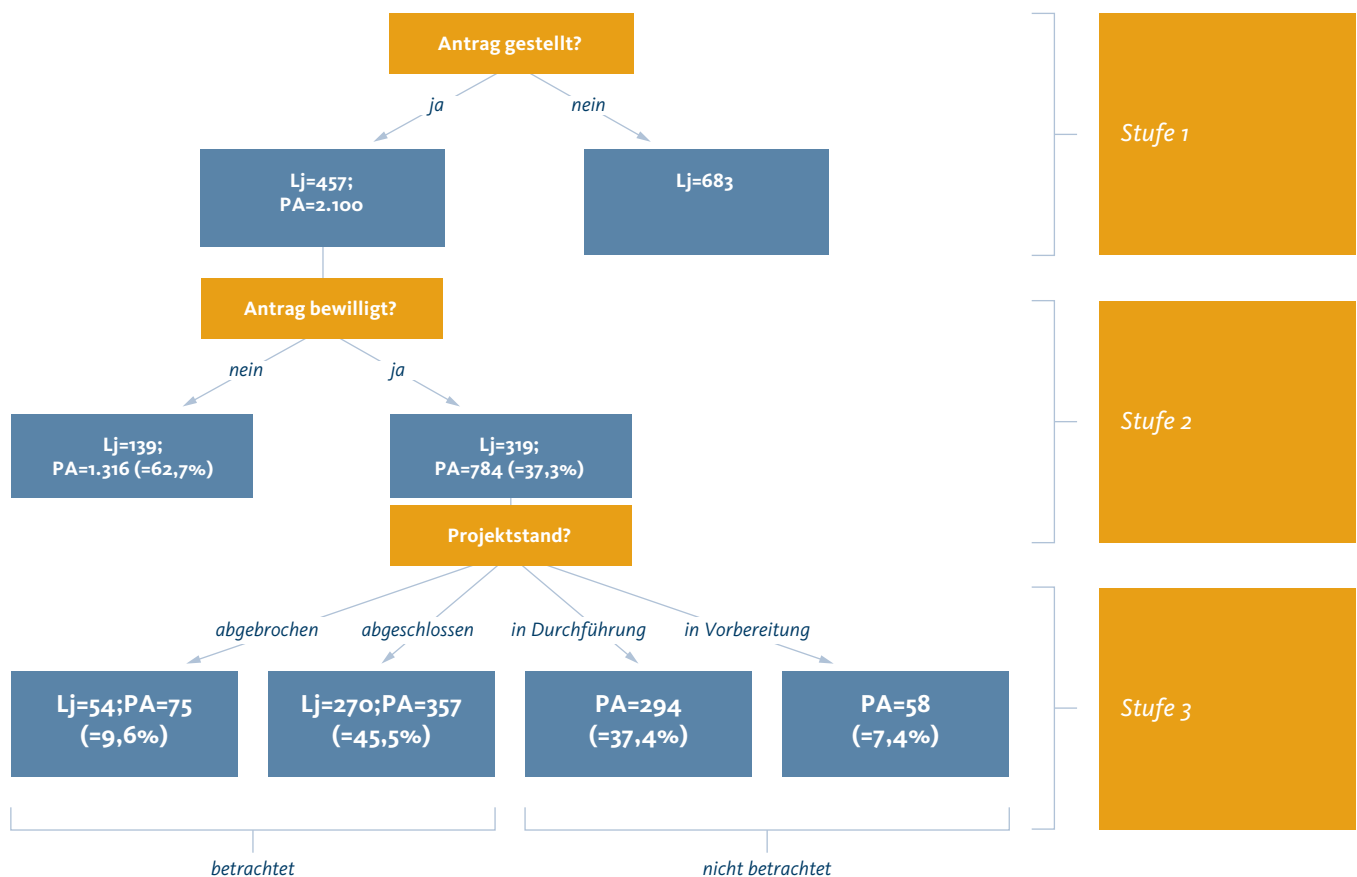 Antrag gestellt?
ja
nein
Stufe 1
Lj=457;
PA=2.100
Lj=683
Antrag bewilligt?
nein
ja
Stufe 2
Lj=139;
PA=1.316 (=62,7%)
Lj=319;
PA=784 (=37,3%)
Projektstand?
abgebrochen
abgeschlossen
in Durchführung
in Vorbereitung
Stufe 3
Lj=54;PA=75
(=9,6%)
Lj=270;PA=357
(=45,5%)
PA=294
(=37,4%)
PA=58
(=7,4%)
betrachtet
nicht betrachtet